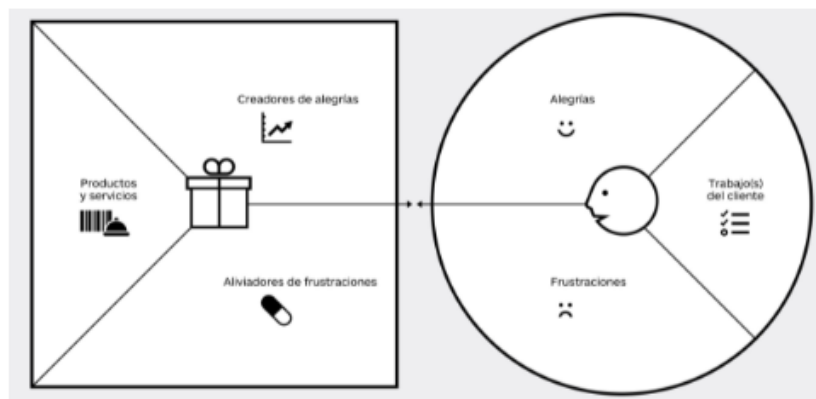 Creadores de alegrías
Productos
y servicios
Aliviadores de frustraciones
Alegrías
Trabajo(s)
del cliente
Frustraciones